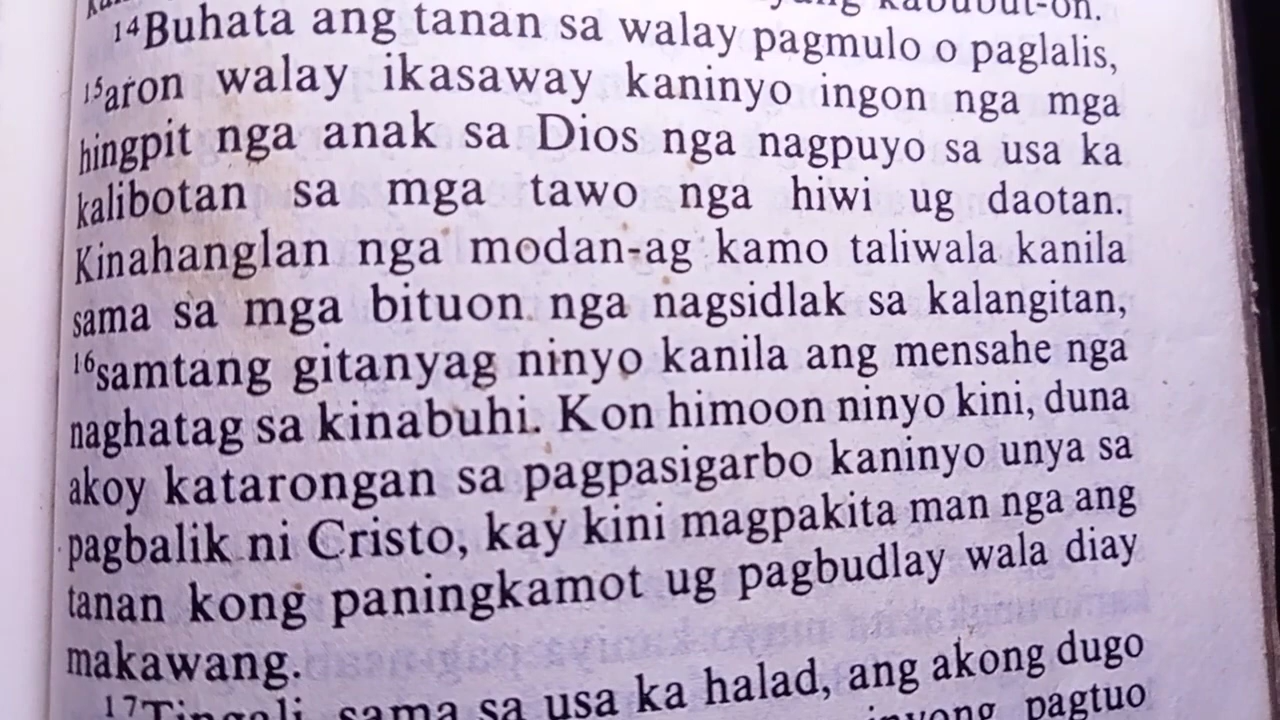 kabubut-on.
14Buhata ang tanan sa walay pagmulo o paglalis,
15aron walay ikasaway kaninyo ingon nga mga
hingpit nga anak sa Dios nga nagpuyo sa usa ka
kalibotan sa mga tawo nga hiwi ug daotan.
Kinahanglan nga modan-ag kamo taliwala kanila
sama sa mga bituon nga nagsidlak sa kalangitan,
16samtang gitanyag ninyo kanila ang mensahe nga
naghatag sa kinabuhi. Kon himoon ninyo kini, duna
akoy katarongan sa pagpasigarbo kaninyo unya sa
pagbalik ni Cristo, kay kini magpakita man nga ang
tanan kong paningkamot ug pagbudlay wala diay
makawang.
17Tingali, sama sa usa ka halad, ang akong dugo
pagtuo